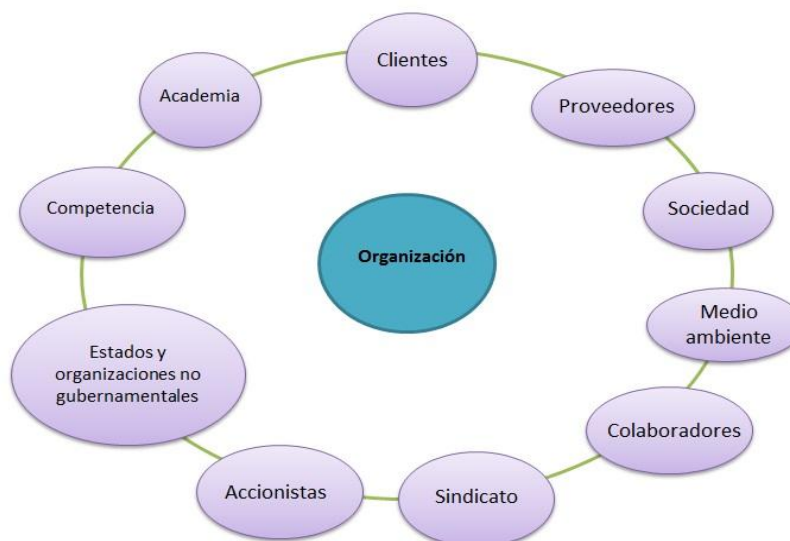 Clientes
Proveedores
Sociedad
Medio
ambiente
Colaboradores
Sindicato
Accionistas
Estados y
organizaciones no
gubernamentales
Competencia
Academia
Organización